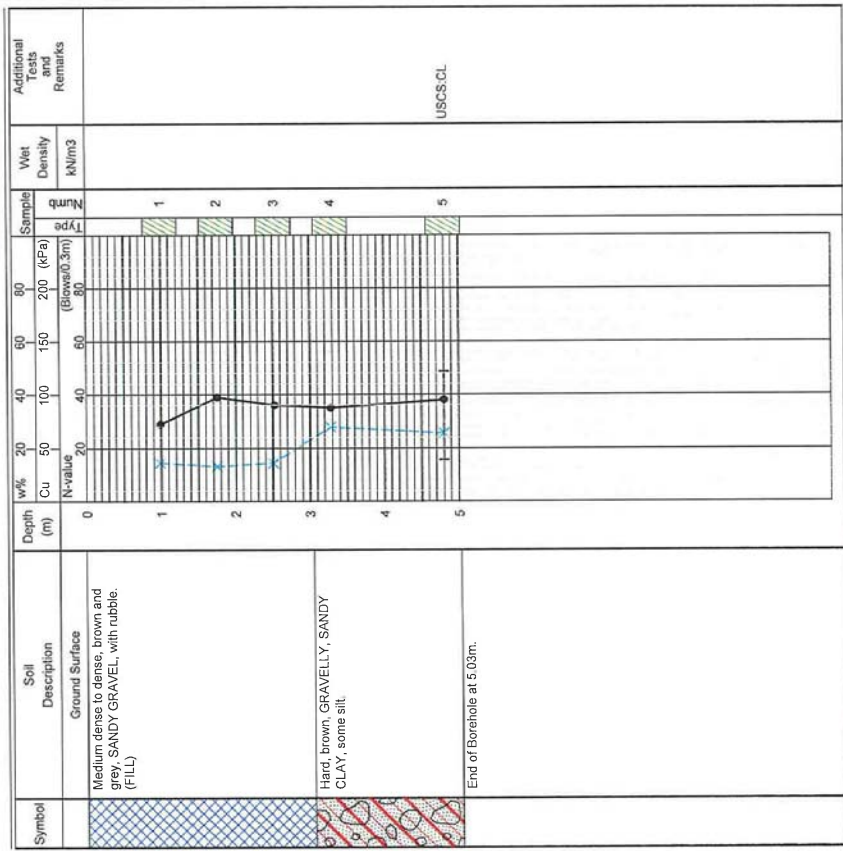 Symbol
Soil
Description
Depth
(m)
w% 20 40 60 80
Cu 50 100 150 200 (kPa)
N-value
20 40 60 80
(Blows/0.3m)
Sample
Type
Numb
Wet
Density
kN/m3
Additional
Tests
and
Remarks
Ground Surface
0
Medium dense to dense, brown and
grey, SANDY GRAVEL, with rubble.
(FILL)
1
1
2
2
3
3
Hard, brown, GRAVELLY, SANDY
CLAY, some silt.
4
4
5
USCS:CL
5
End of Borehole at 5.03m.